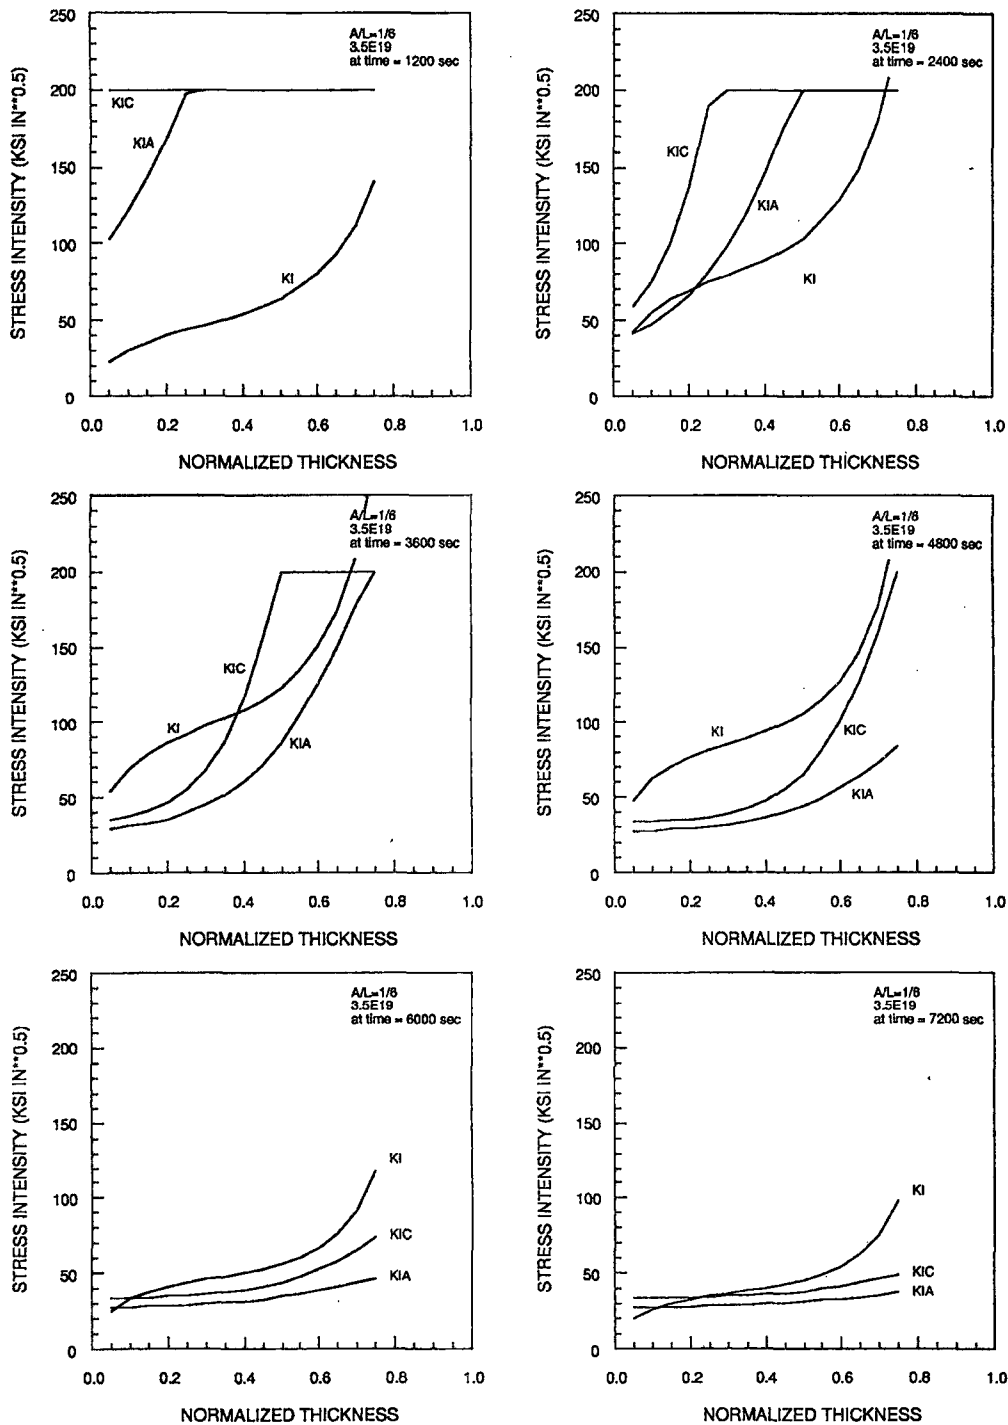 STRESS INTENSITY (KSI IN**0.5)
250
200
150
100
50
0
A/L=1/6
3.5E19
at time = 1200 sec
KIC
KIA
KI
0.0 0.2 0.4 0.6 0.8 1.0
NORMALIZED THICKNESS
STRESS INTENSITY (KSI IN**0.5)
250
200
150
100
50
0
A/L=1/6
3.5E19
at time = 2400 sec
KIC
KIA
KI
0.0 0.2 0.4 0.6 0.8 1.0
NORMALIZED THICKNESS
STRESS INTENSITY (KSI IN**0.5)
250
200
150
100
50
0
A/L=1/6
3.5E19
at time = 3600 sec
KIC
KI
KIA
0.0 0.2 0.4 0.6 0.8 1.0
NORMALIZED THICKNESS
STRESS INTENSITY (KSI IN**0.5)
250
200
150
100
50
0
A/L=1/6
3.5E19
at time = 4800 sec
KI
KIC
KIA
0.0 0.2 0.4 0.6 0.8 1.0
NORMALIZED THICKNESS
STRESS INTENSITY (KSI IN**0.5)
250
200
150
100
50
0
A/L=1/6
3.5E19
at time = 6000 sec
KI
KIC
KIA
0.0 0.2 0.4 0.6 0.8 1.0
NORMALIZED THICKNESS
STRESS INTENSITY (KSI IN**0.5)
250
200
150
100
50
0
A/L=1/6
3.5E19
at time = 7200 sec
KI
KIC
KIA
0.0 0.2 0.4 0.6 0.8 1.0
NORMALIZED THICKNESS